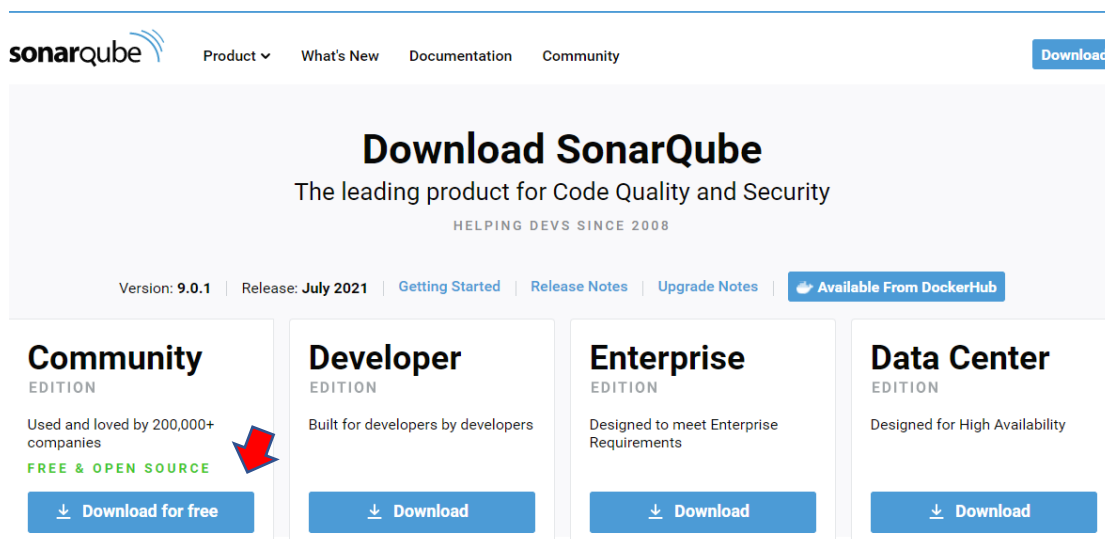 sonarqube
Product What's New Documentation Community
Download
Download SonarQube
The leading product for Code Quality and Security
HELPING DEVS SINCE 2008
Version: 9.0.1 | Release: July 2021 | Getting Started | Release Notes | Upgrade Notes | Available From DockerHub
Community
EDITION
Used and loved by 200,000+
companies
FREE & OPEN SOURCE
Download for free
Developer
EDITION
Built for developers by developers
Download
Enterprise
EDITION
Designed to meet Enterprise
Requirements
Download
Data Center
EDITION
Designed for High Availability
Download